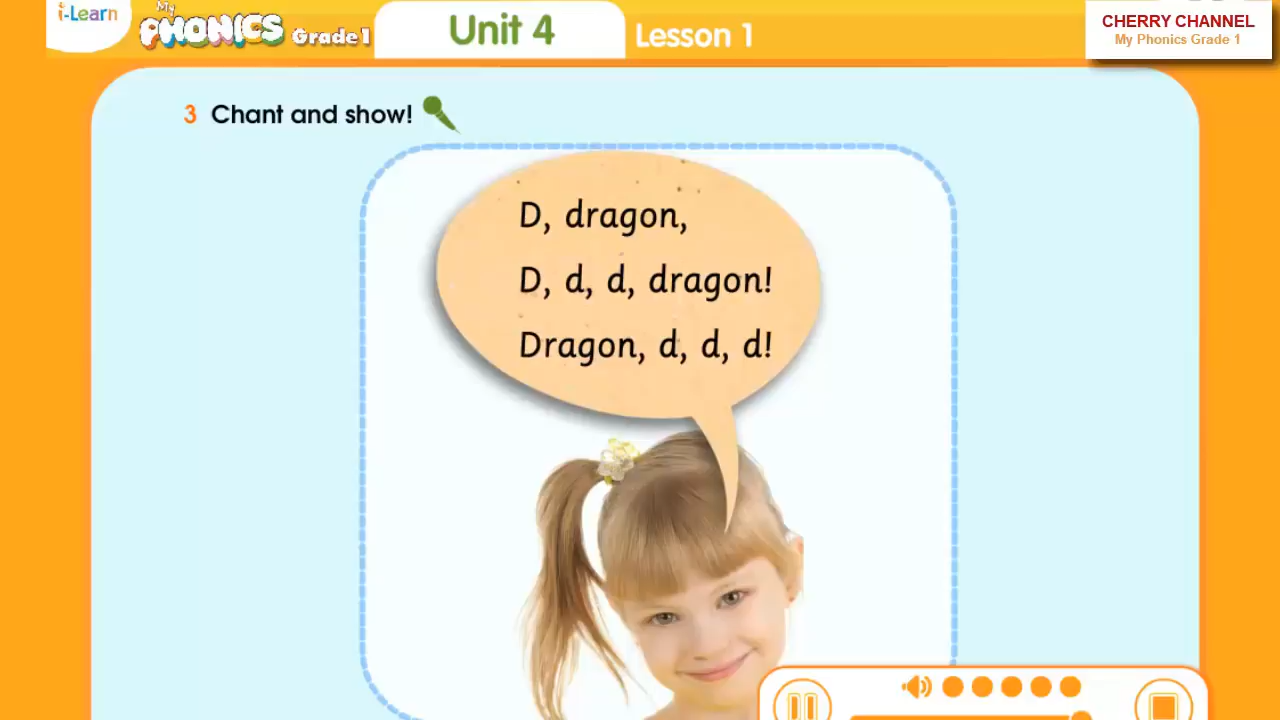 i-Learn
My
PHONICS Grade 1
Unit 4
Lesson 1
CHERRY CHANNEL
My Phonics Grade 1
3 Chant and show!
D, dragon,
D, d, d, dragon!
Dragon, d, d, d!